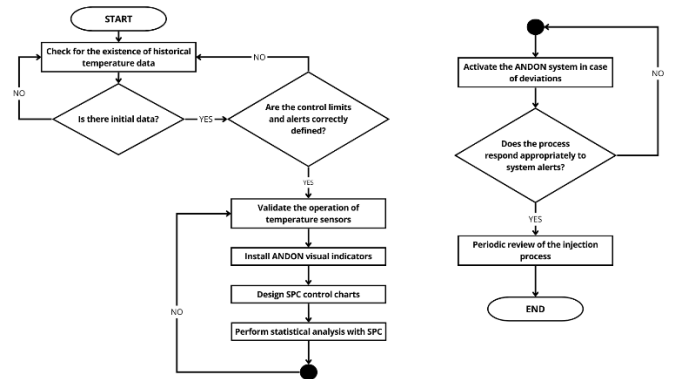 START
Check for the existence of historical
temperature data
NO
Is there initial data?
YES
NO
Are the control limits
and alerts correctly
defined?
YES
Validate the operation of
temperature sensors
Install ANDON visual indicators
Design SPC control charts
Perform statistical analysis with SPC
NO
Activate the ANDON system in case
of deviations
NO
Does the process
respond appropriately to
system alerts?
YES
Periodic review of the injection
process
END